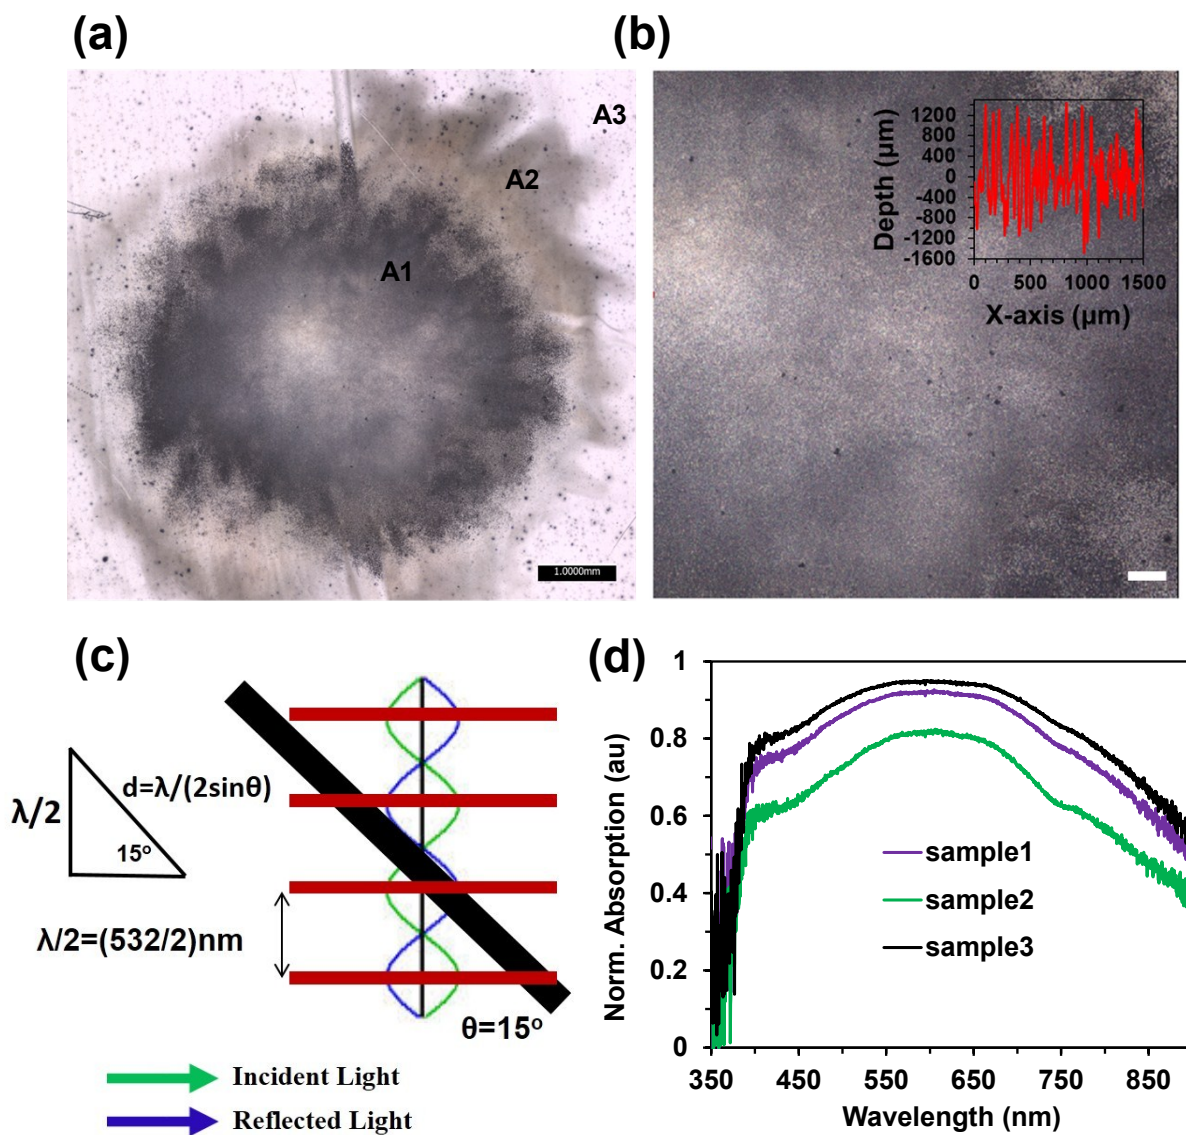 (a)
(b)
A3
A2
A1
1.0000mm
Depth (µm)
1200
800
400
0
-400
-800
-1200
-1600
0
500
1000
1500
X-axis (µm)
(c)
λ/2
d=λ/(2sinθ)
15°
λ/2=(532/2)nm
θ=15°
Incident Light
Reflected Light
(d)
Norm. Absorption (au)
1
0.8
0.6
0.4
0.2
0
sample1
sample2
sample3
350
450
550
650
750
850
Wavelength (nm)